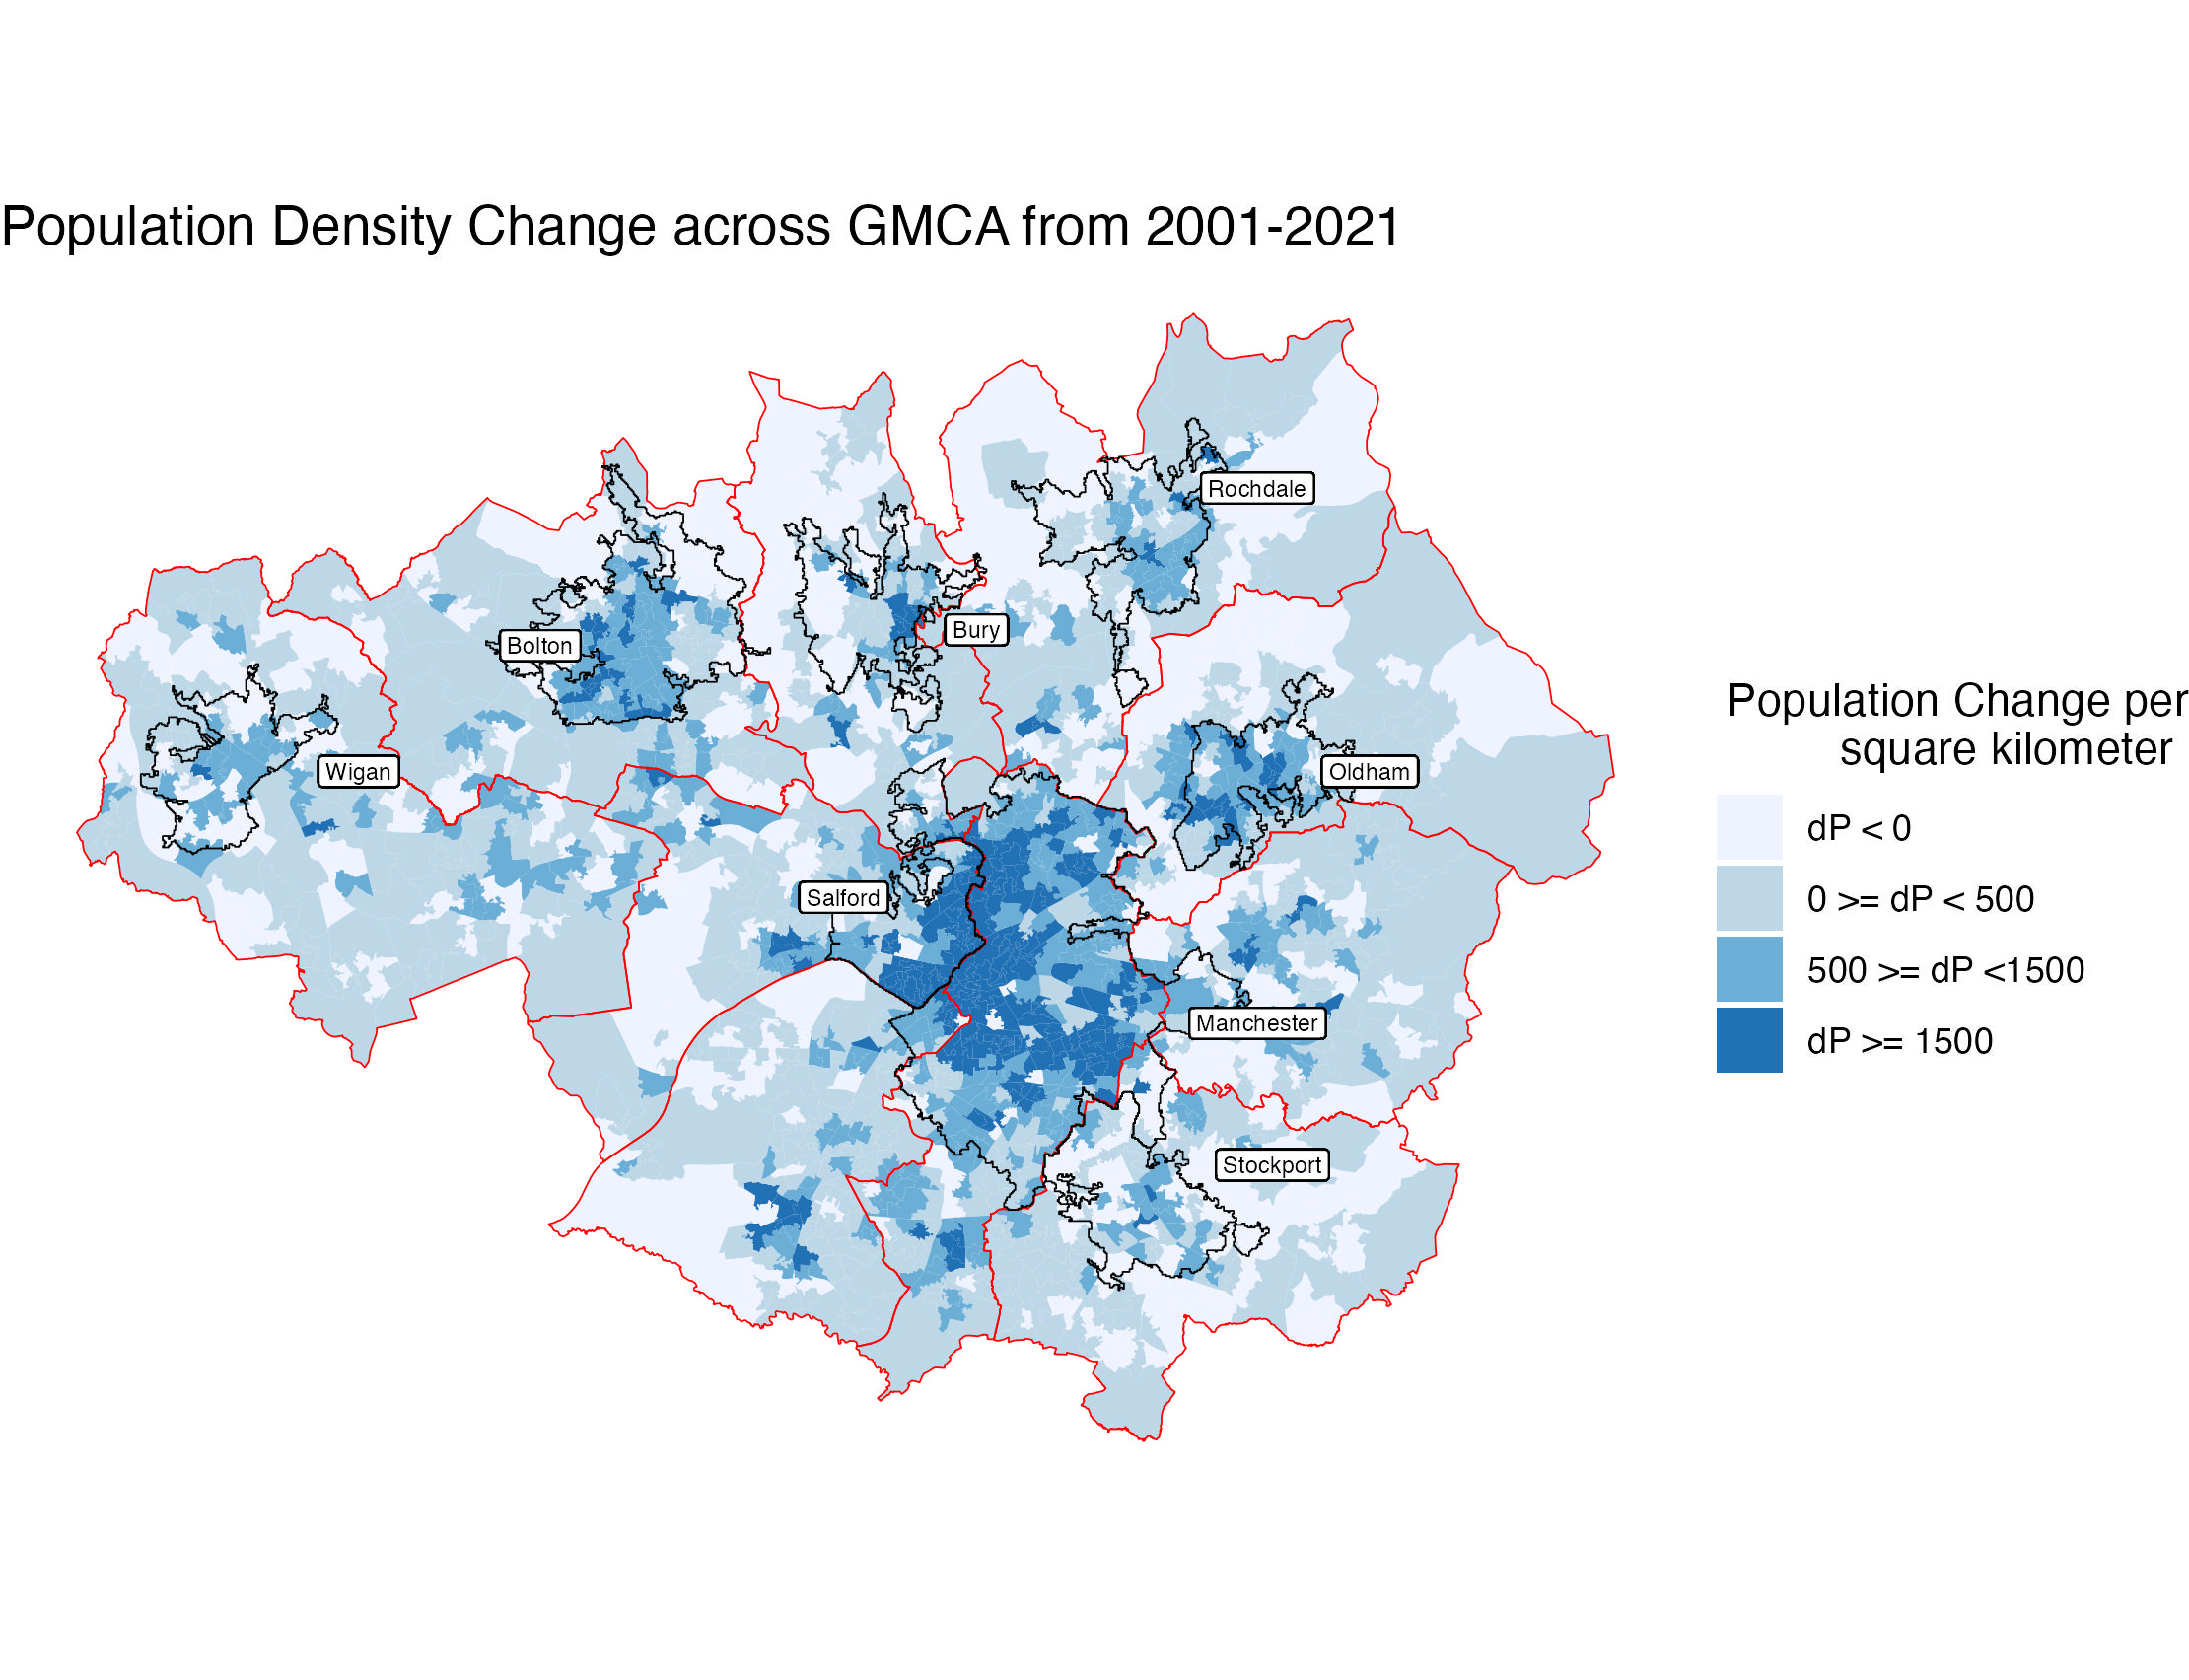 Population Density Change across GMCA from 2001-2021
Rochdale
Bury
Bolton
Wigan
Oldham
Salford
Manchester
Stockport
Population Change per
square kilometer
dP < 0
0 >= dP < 500
500 >= dP <1500
dP >= 1500